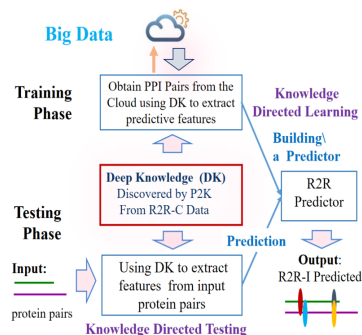 Big Data
Training
Phase
Obtain PPI Pairs from the
Cloud using DK to extract
predictive features
Knowledge
Directed Learning
Building\
a Predictor
Deep Knowledge (DK)
Discovered by P2K
From R2R-C Data
R2R
Predictor
Testing
Phase
Prediction
Input:
protein pairs
Using DK to extract
features from input
protein pairs
Output:
R2R-I Predicted
Knowledge Directed Testing